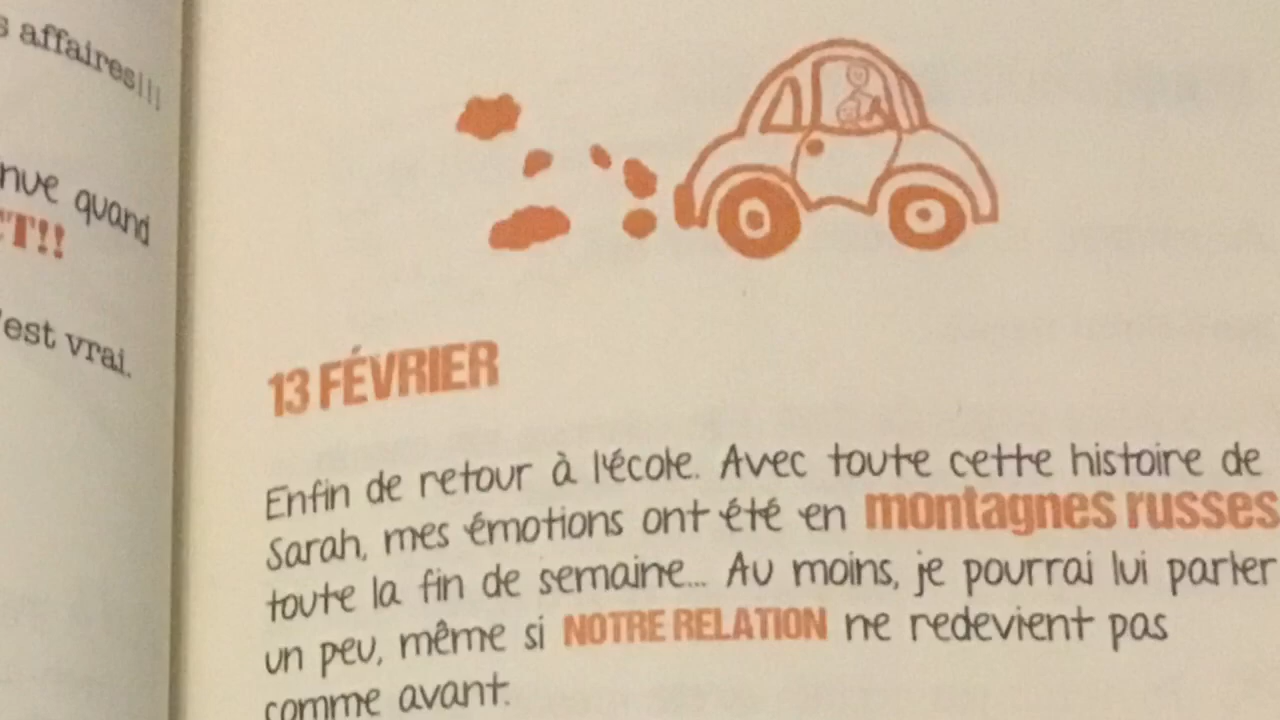 s affaires!!!
nue quand
CT!!
'est vrai.
13 FÉVRIER
Enfin de retour à l'école. Avec toute cette histoire de
Sarah, mes émotions ont été en montagnes russes
toute la fin de semaine... Au moins, je pourrai lui parler
un peu, même si NOTRE RELATION ne redevient pas
comme avant.